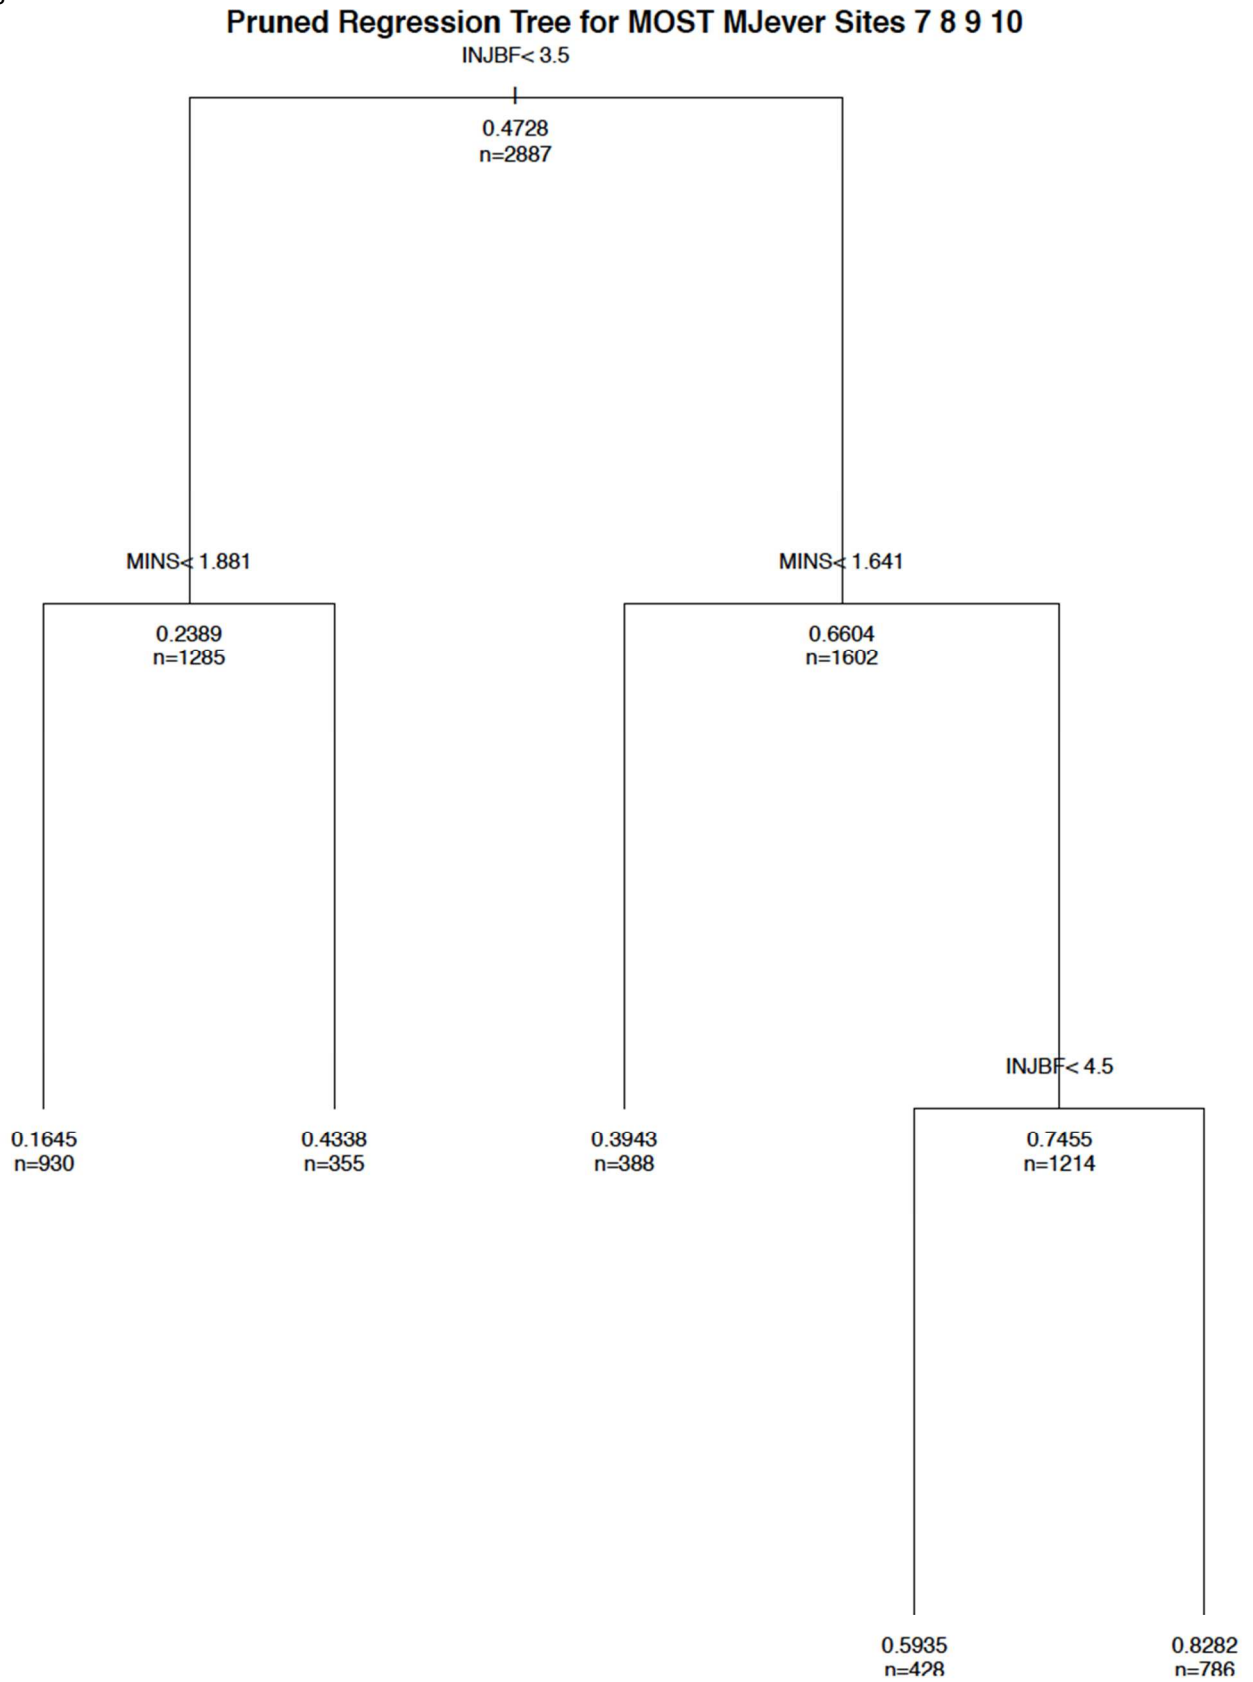 Pruned Regression Tree for MOST MJever Sites 7 8 9 10
INJBF< 3.5
0.4728
n=2887
MINS< 1.881
MINS< 1.641
0.2389
n=1285
0.6604
n=1602
INJBF< 4.5
0.1645
n=930
0.4338
n=355
0.3943
n=388
0.7455
n=1214
0.5935
n=428
0.8282
n=786